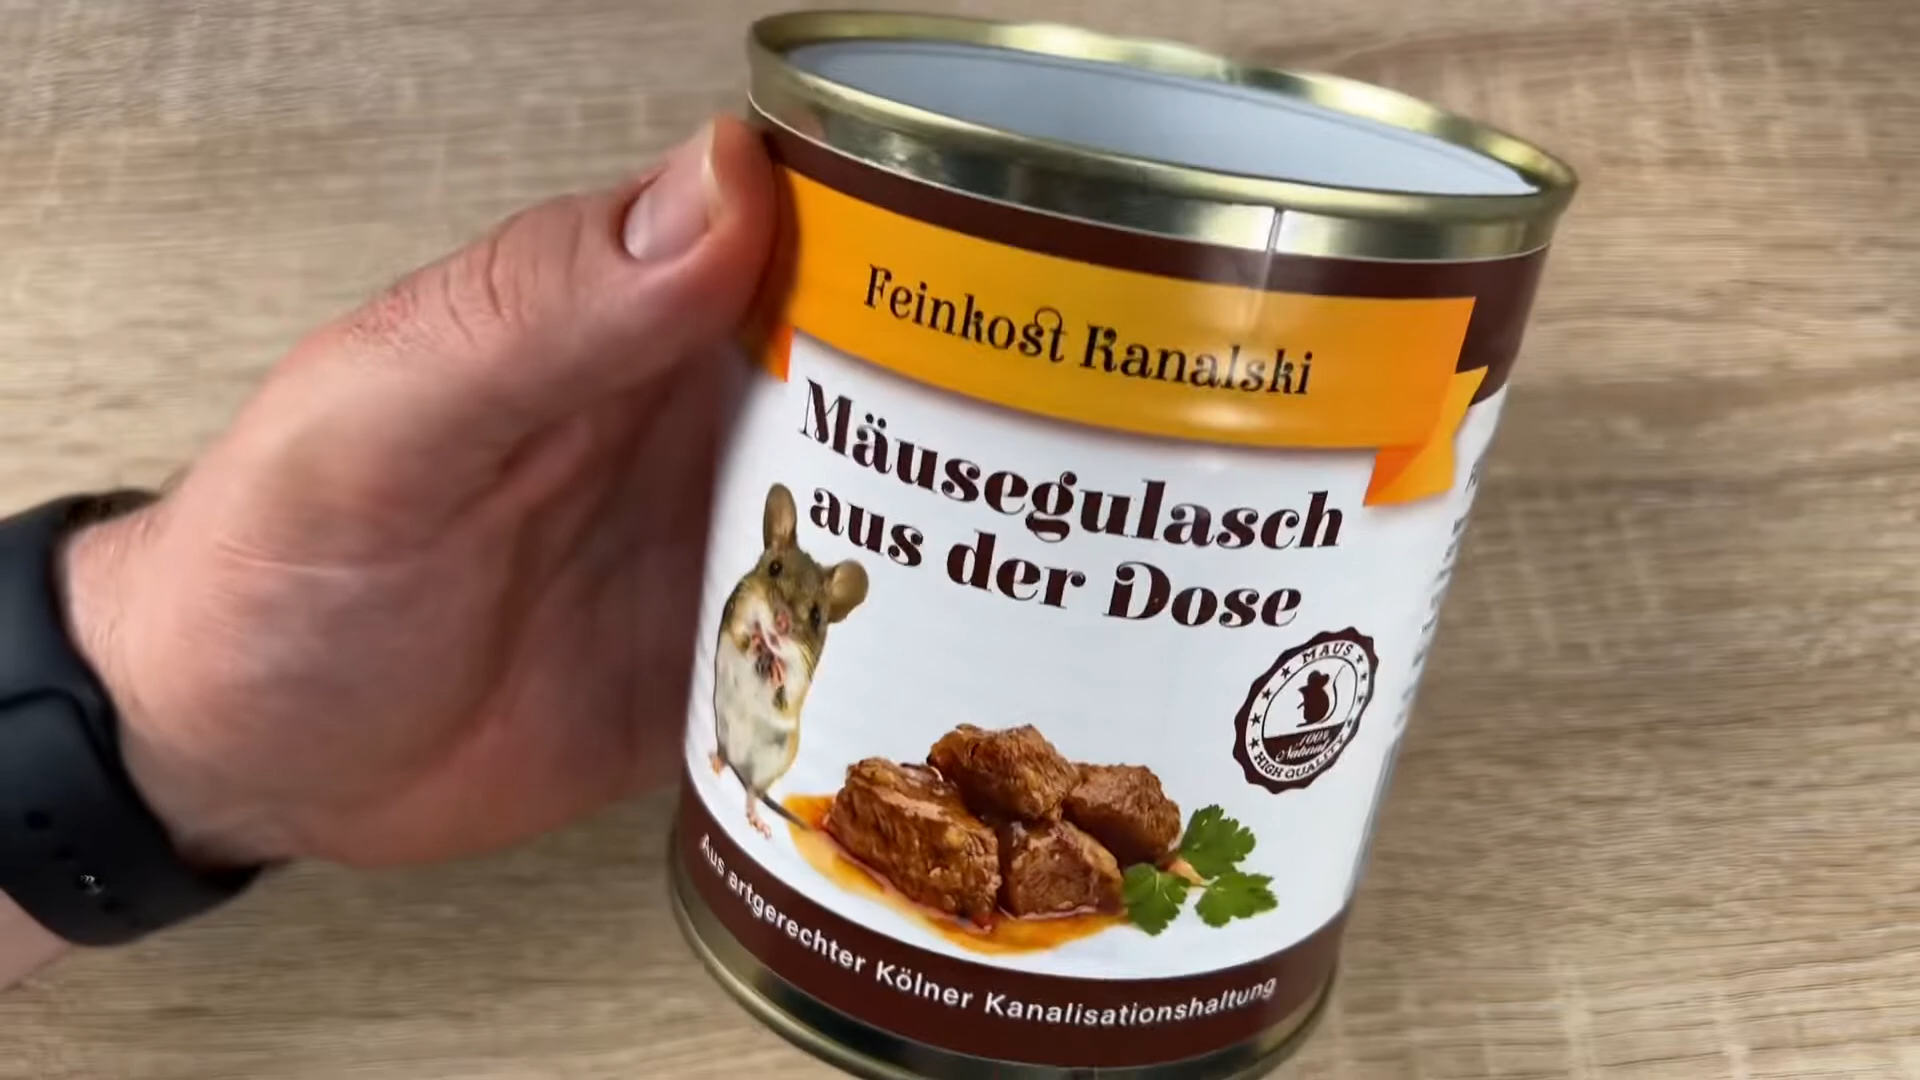 Feinkost Kanalski
Mäusegulasch
aus der Dose
MAUS
100%
Natural
HIGH QUALITY
Aus artgerechter Kölner Kanalisationshaltung